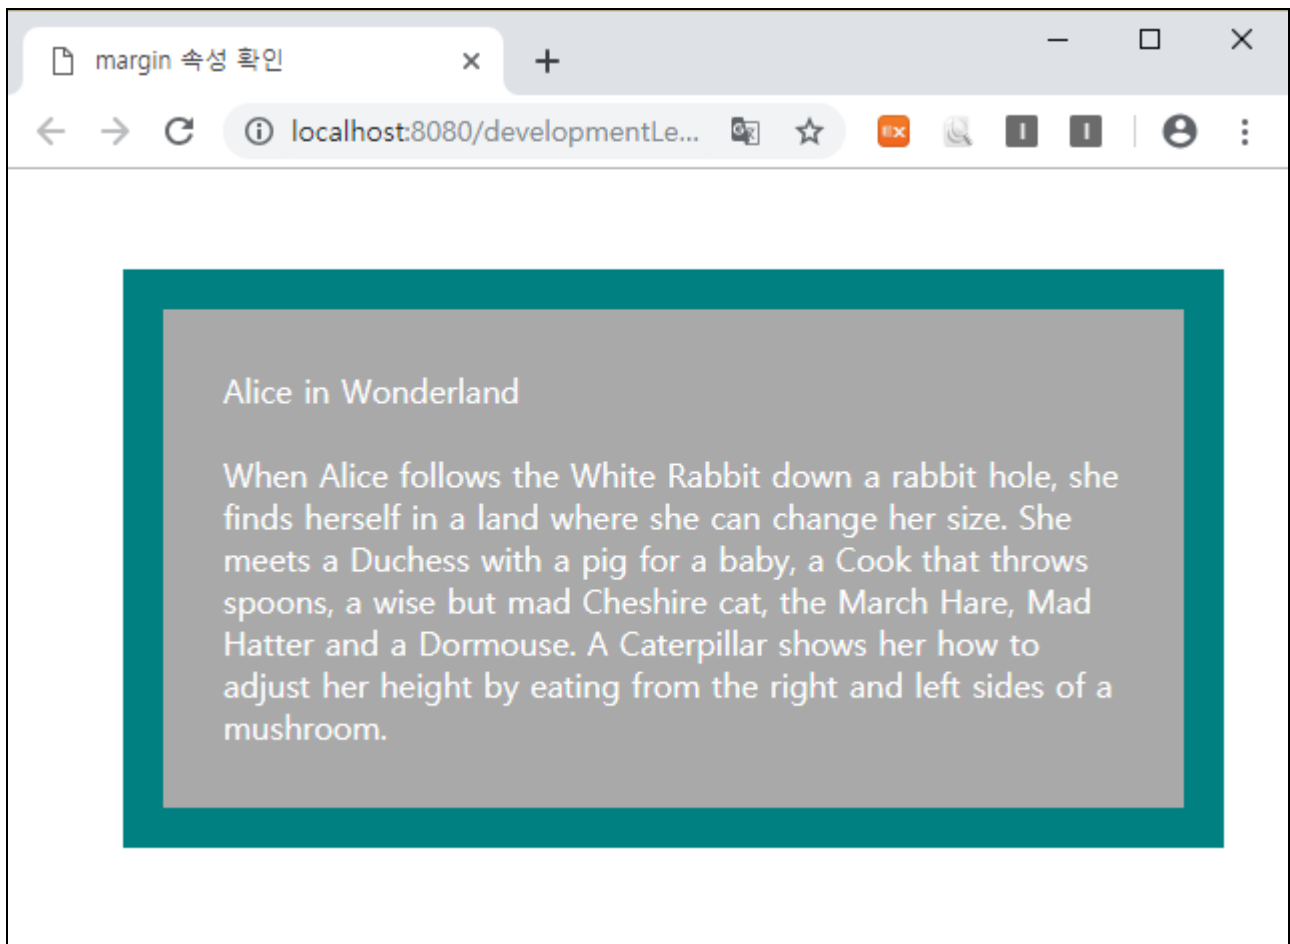 margin 속성 확인
localhost:8080/developmentLe...
Alice in Wonderland
When Alice follows the White Rabbit down a rabbit hole, she
finds herself in a land where she can change her size. She
meets a Duchess with a pig for a baby, a Cook that throws
spoons, a wise but mad Cheshire cat, the March Hare, Mad
Hatter and a Dormouse. A Caterpillar shows her how to
adjust her height by eating from the right and left sides of a
mushroom.